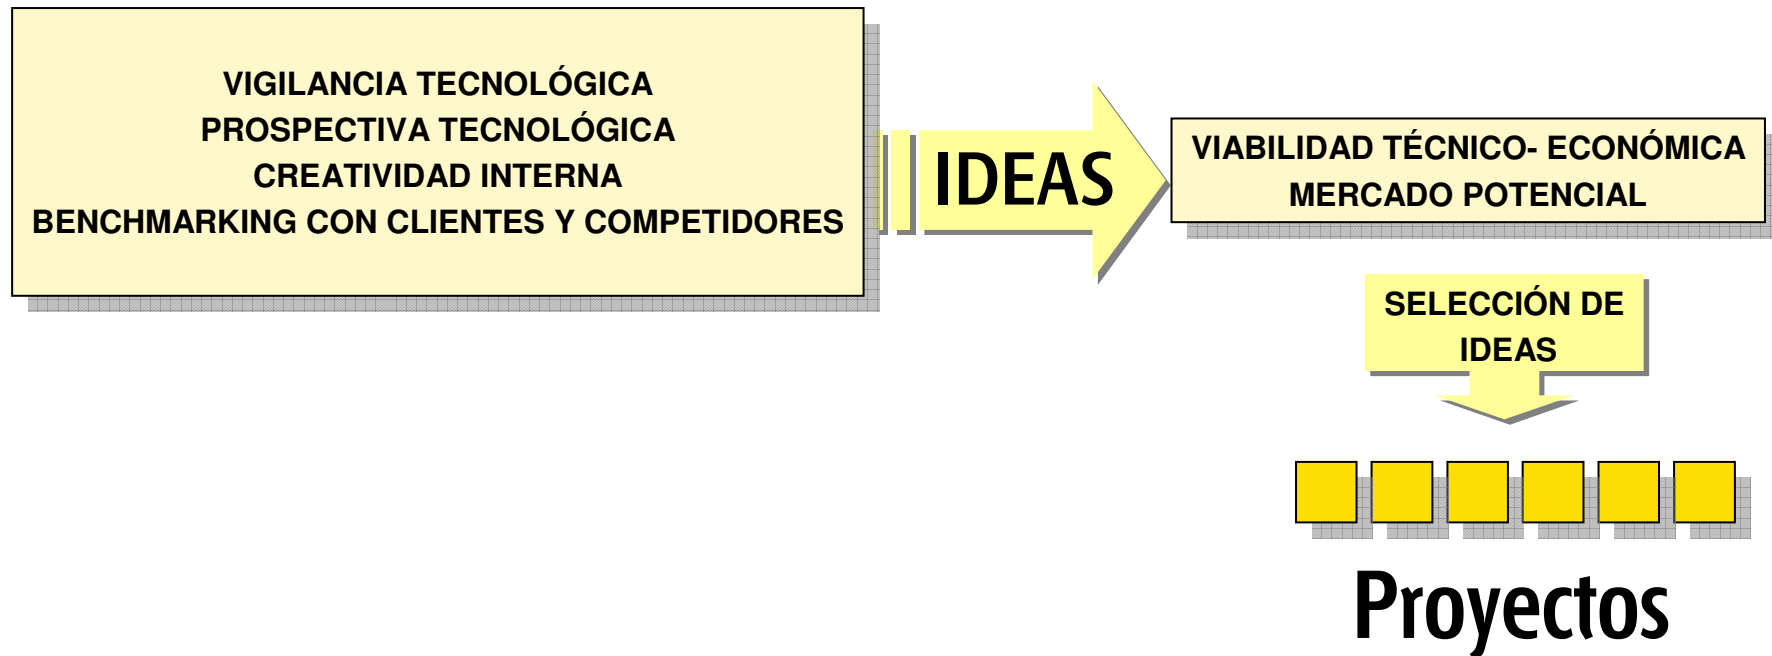 VIGILANCIA TECNOLÓGICA
PROSPECTIVA TECNOLÓGICA
CREATIVIDAD INTERNA
BENCHMARKING CON CLIENTES Y COMPETIDORES
IDEAS
VIABILIDAD TÉCNICO- ECONÓMICA
MERCADO POTENCIAL
SELECCIÓN DE
IDEAS
Proyectos